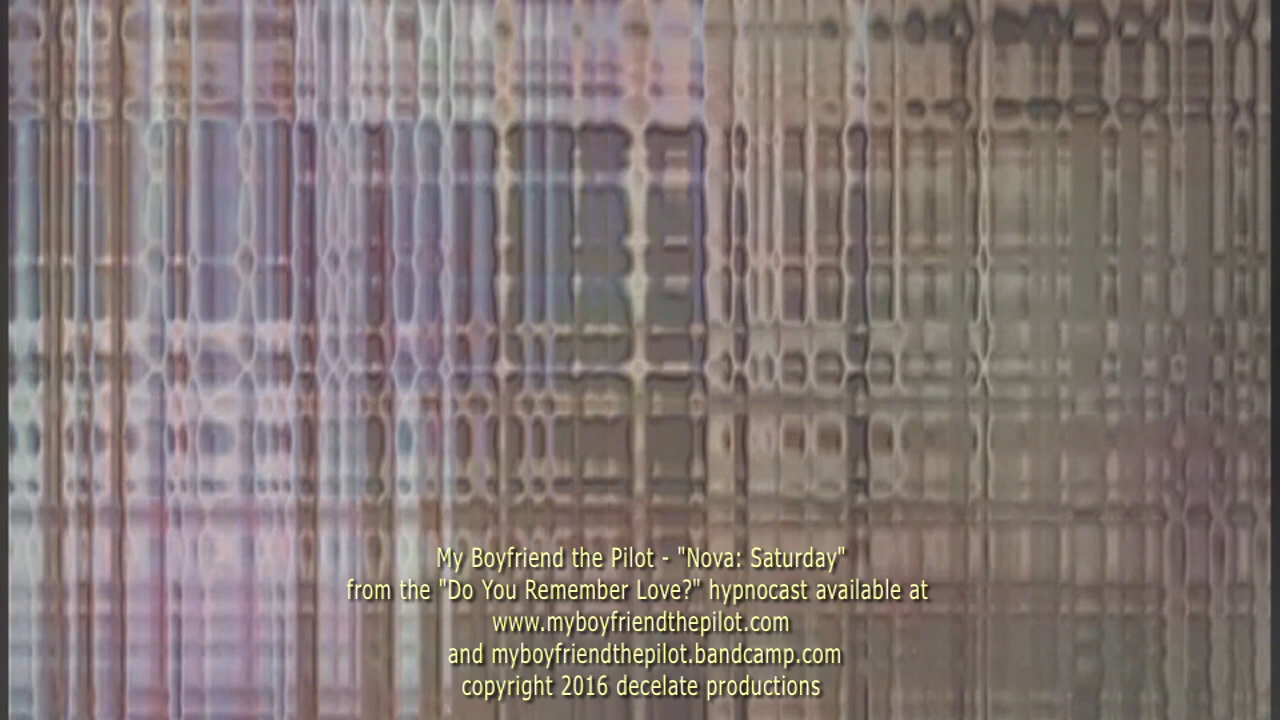 My Boyfriend the Pilot - "Nova: Saturday"
from the "Do You Remember Love?" hypnocast available at
www.myboyfriendthepilot.com
and myboyfriendthepilot.bandcamp.com
copyright 2016 decelate productions